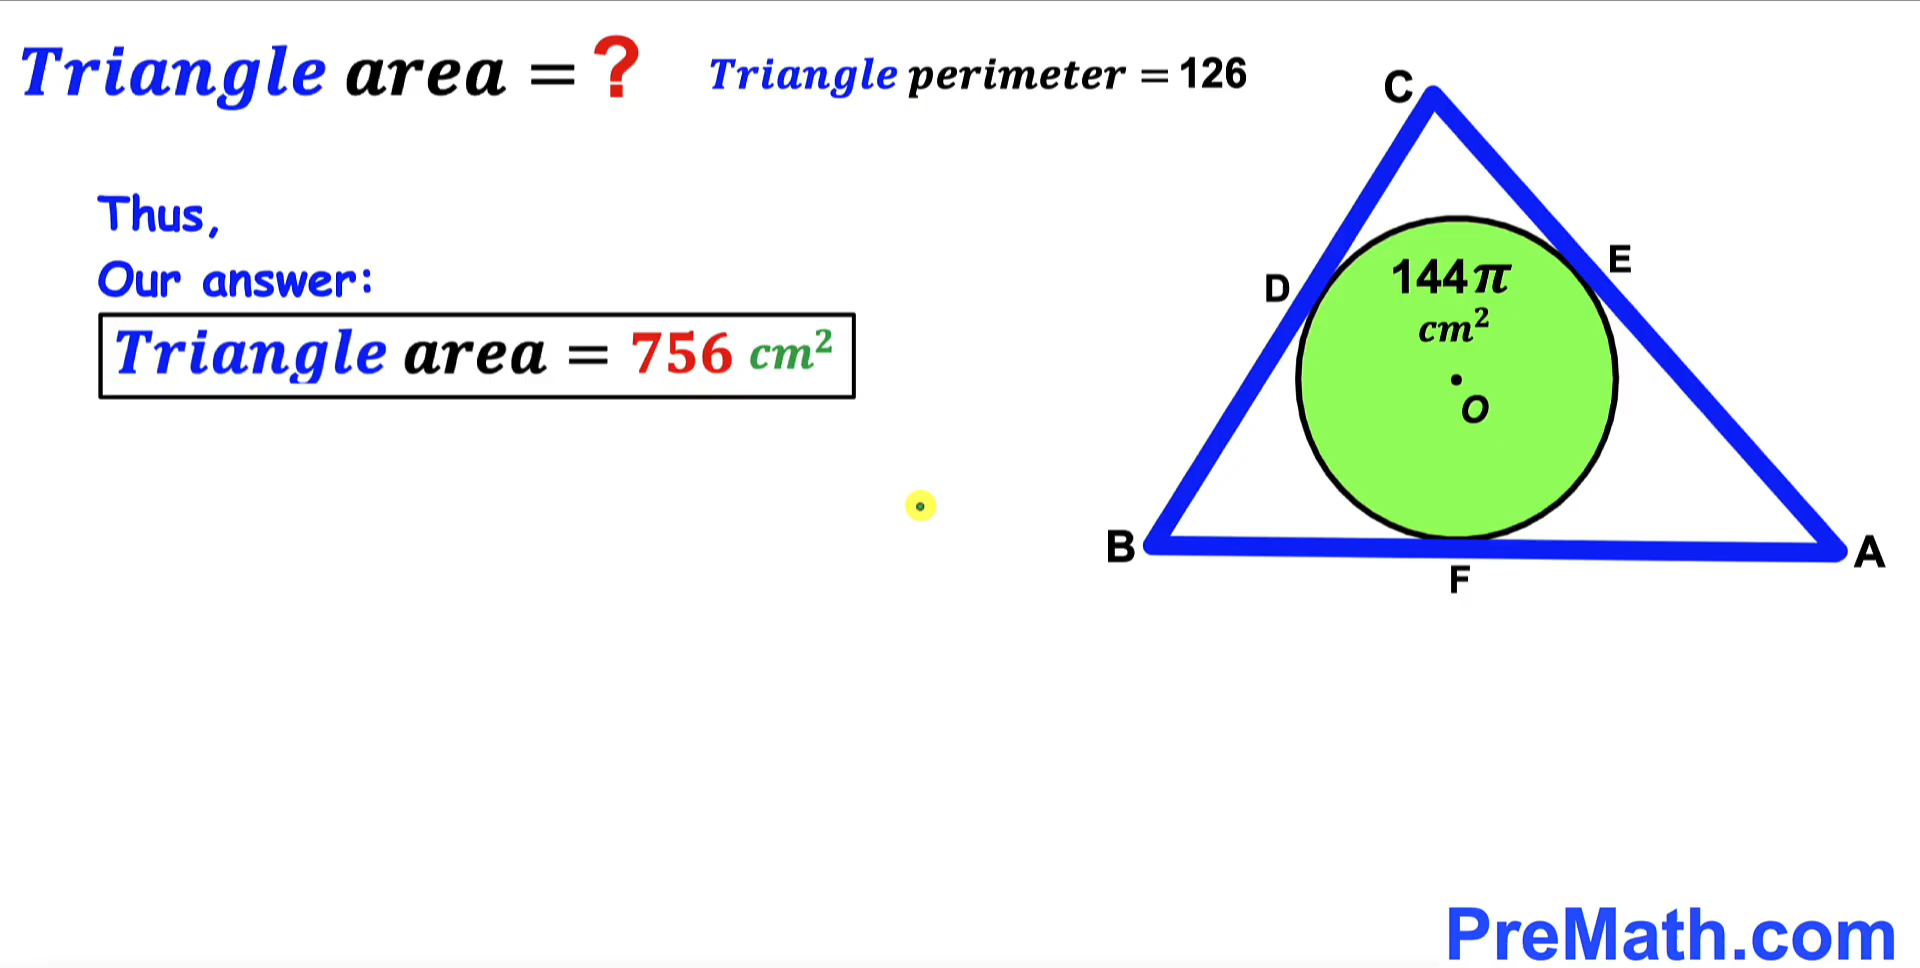 Triangle area = ? Triangle perimeter = 126
Thus,
Our answer:
Triangle area = 756 cm²
C
D
E
144π
cm²
O
B
A
F
PreMath.com